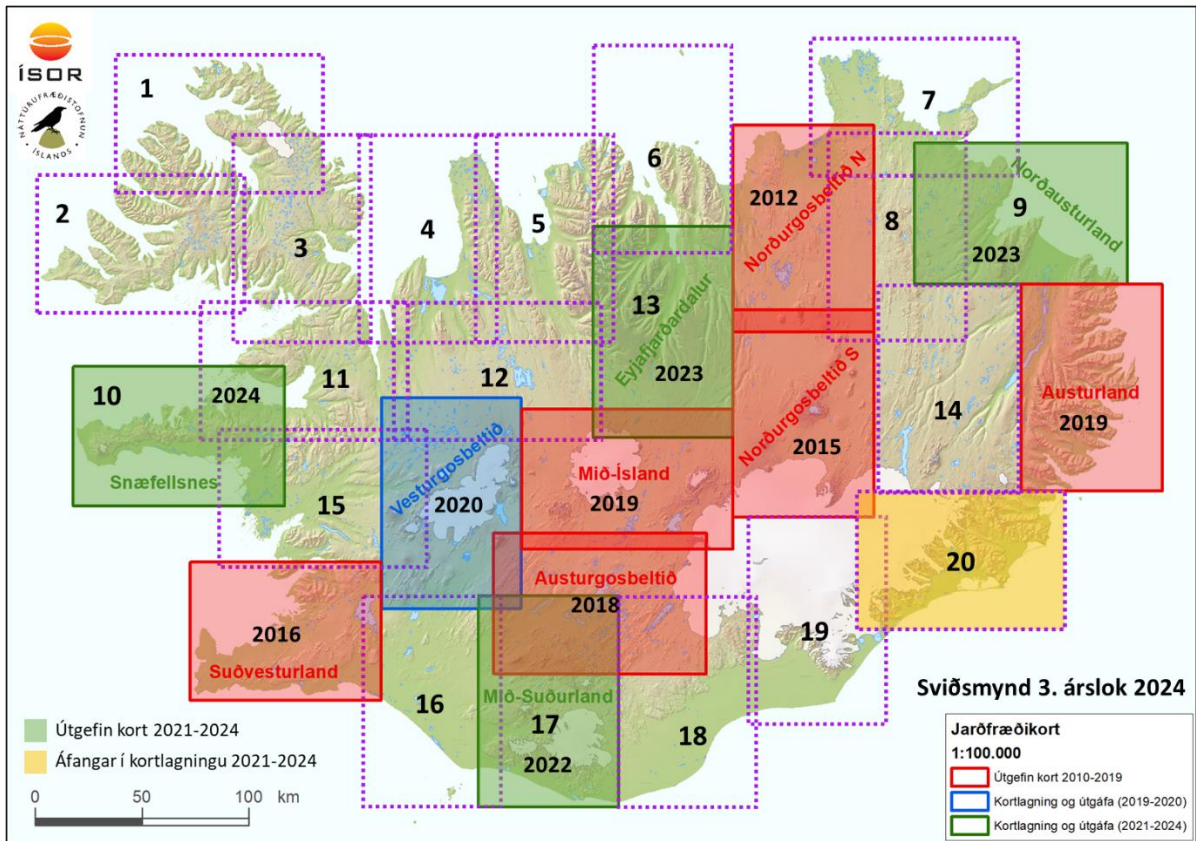 ÍSOR
NÁTTÚRUFRÆÐISTOFNUN ÍSLANDS
1
2
3
4
5
6
7
2012
Norðurgosbeltið N
8
9
Norðausturland
2023
13
Eyjafjarðardalur
2023
10
2024
Snæfellsnes
11
12
Norðurgosbeltið S
2015
14
Austurland
2019
Vesturgosbeltið
2020
Mið-Ísland
2019
15
Austurgosbeltið
2018
20
2016
Suðvesturland
19
16
Mið-Suðurland
17
2022
18
Sviðsmynd 3. árslok 2024
Útgefin kort 2021-2024
Áfangar í kortlagningu 2021-2024
0 50 100 km
Jarðfræðikort
1:100.000
Útgefin kort 2010-2019
Kortlagning og útgáfa (2019-2020)
Kortlagning og útgáfa (2021-2024)